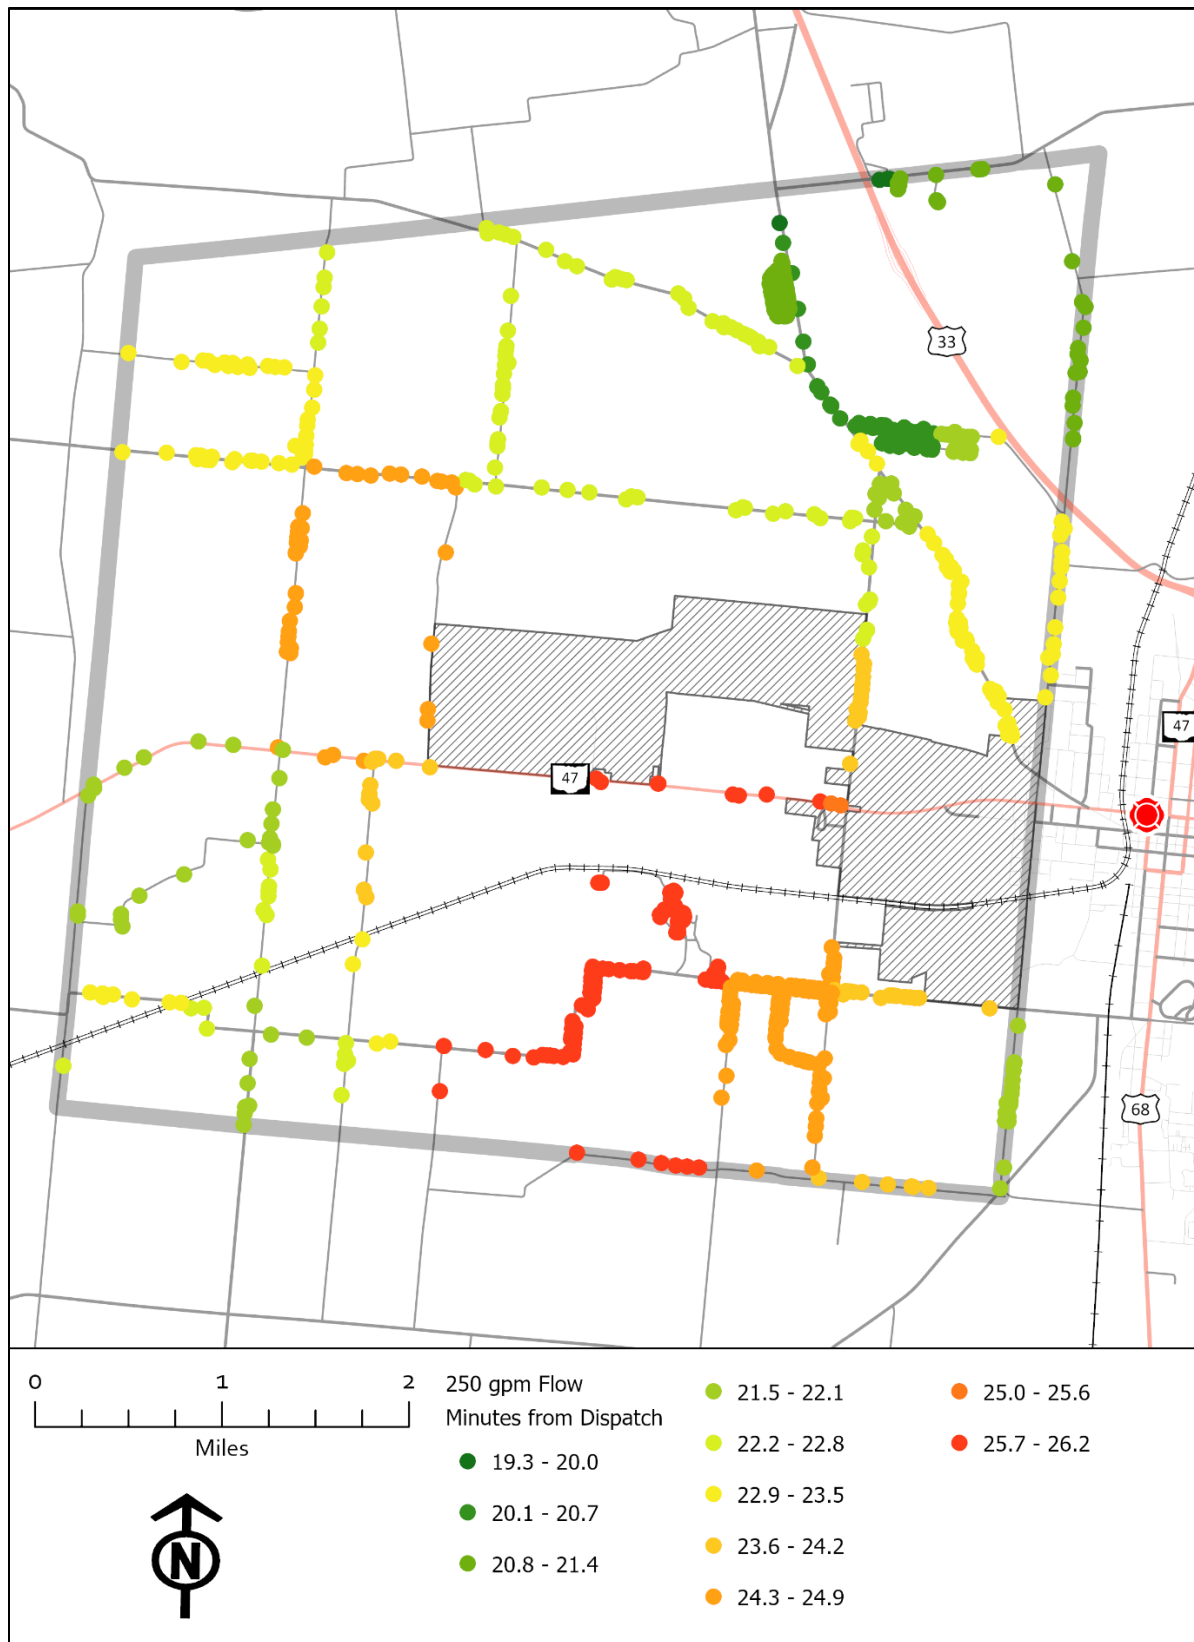 33
47
47
68
0 1 2
Miles
N
250 gpm Flow
Minutes from Dispatch
19.3 - 20.0
20.1 - 20.7
20.8 - 21.4
21.5 - 22.1
22.2 - 22.8
22.9 - 23.5
23.6 - 24.2
24.3 - 24.9
25.0 - 25.6
25.7 - 26.2